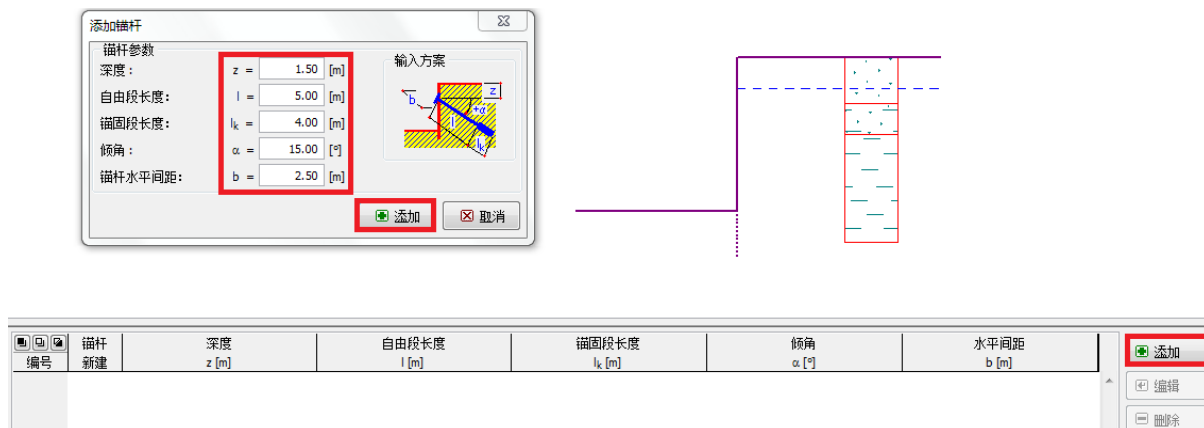 添加锚杆
锚杆参数
深度: z = 1.50 [m]
自由段长度: l = 5.00 [m]
锚固段长度: lk = 4.00 [m]
倾角: α = 15.00 [°]
锚杆水平间距: b = 2.50 [m]
输入方案
b z +α l lk
添加 取消
编号 锚杆 深度 自由段长度 锚固段长度 倾角 水平间距
新建 z [m] l [m] lk [m] α [°] b [m]
添加
编辑
删除